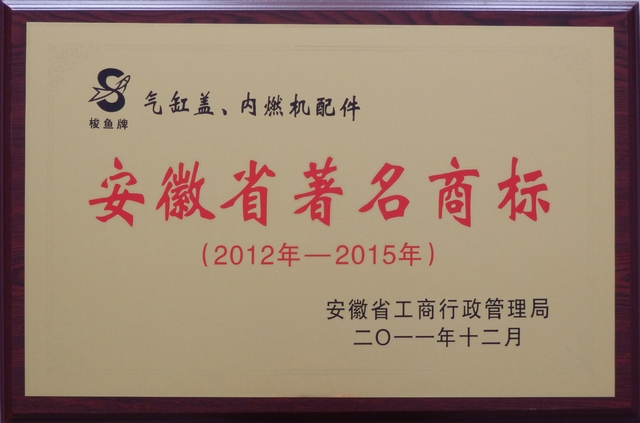 气缸盖、内燃机配件
梭鱼牌
安徽省著名商标
(2012年—2015年)
安徽省工商行政管理局
二〇一一年十二月